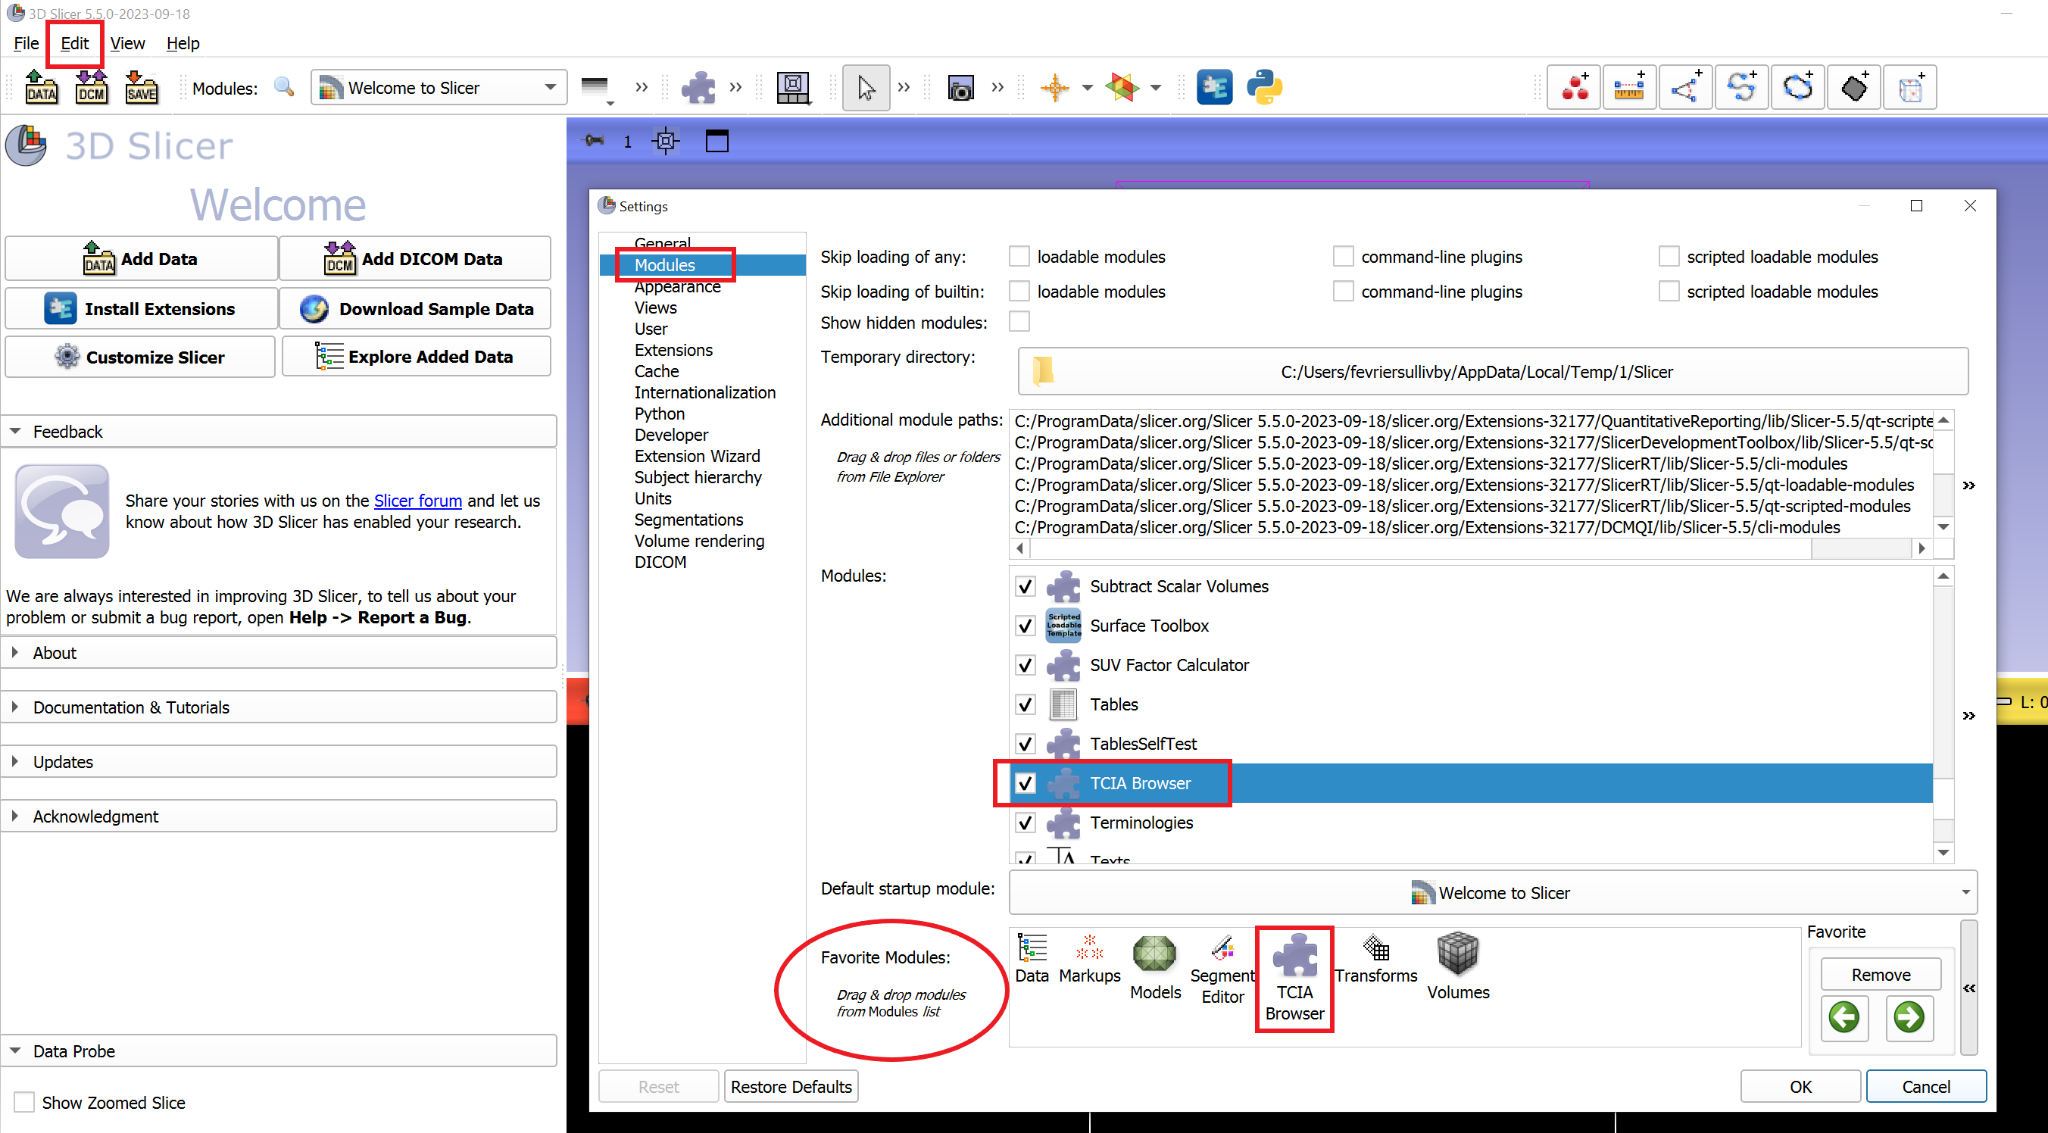 3D Slicer 5.5.0-2023-09-18
File Edit View Help
DATA DCM SAVE Modules: Welcome to Slicer
3D Slicer
Welcome
DATA Add Data
DCM Add DICOM Data
Install Extensions
Download Sample Data
Customize Slicer
Explore Added Data
Feedback
Share your stories with us on the Slicer forum and let us
know about how 3D Slicer has enabled your research.
We are always interested in improving 3D Slicer, to tell us about your
problem or submit a bug report, open Help -> Report a Bug.
About
Documentation & Tutorials
Updates
Acknowledgment
Data Probe
Show Zoomed Slice
1
L: 0
Settings
General
Modules
Appearance
Views
User
Extensions
Cache
Internationalization
Python
Developer
Extension Wizard
Subject hierarchy
Units
Segmentations
Volume rendering
DICOM
Skip loading of any: loadable modules command-line plugins scripted loadable modules
Skip loading of builtin: loadable modules command-line plugins scripted loadable modules
Show hidden modules:
Temporary directory: C:/Users/fevriersullivby/AppData/Local/Temp/1/Slicer
Additional module paths:
Drag & drop files or folders
from File Explorer
C:/ProgramData/slicer.org/Slicer 5.5.0-2023-09-18/slicer.org/Extensions-32177/QuantitativeReporting/lib/Slicer-5.5/qt-scripte
C:/ProgramData/slicer.org/Slicer 5.5.0-2023-09-18/slicer.org/Extensions-32177/SlicerDevelopmentToolbox/lib/Slicer-5.5/qt-sc
C:/ProgramData/slicer.org/Slicer 5.5.0-2023-09-18/slicer.org/Extensions-32177/SlicerRT/lib/Slicer-5.5/cli-modules
C:/ProgramData/slicer.org/Slicer 5.5.0-2023-09-18/slicer.org/Extensions-32177/SlicerRT/lib/Slicer-5.5/qt-loadable-modules
C:/ProgramData/slicer.org/Slicer 5.5.0-2023-09-18/slicer.org/Extensions-32177/SlicerRT/lib/Slicer-5.5/qt-scripted-modules
C:/ProgramData/slicer.org/Slicer 5.5.0-2023-09-18/slicer.org/Extensions-32177/DCMQI/lib/Slicer-5.5/cli-modules
Modules:
Subtract Scalar Volumes
Scripted
Loadable
Template
Surface Toolbox
SUV Factor Calculator
Tables
TablesSelfTest
TCIA Browser
Terminologies
Texts
Default startup module: Welcome to Slicer
Favorite Modules:
Drag & drop modules
from Modules list
Data
Markups
Models
Segment
Editor
TCIA
Browser
Transforms
Volumes
Favorite
Remove
Reset
Restore Defaults
OK
Cancel